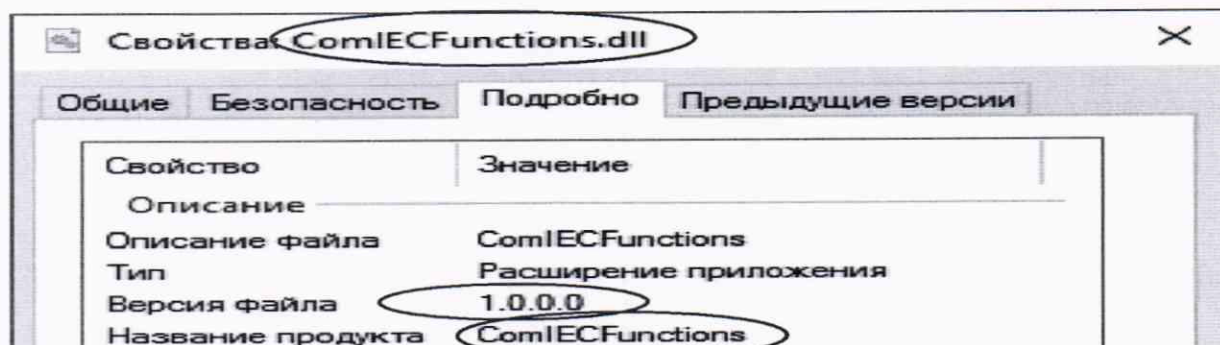 Свойства: ComIECFunctions.dll
Общие Безопасность Подробно Предыдущие версии
Свойство Значение
Описание
Описание файла ComIECFunctions
Тип Расширение приложения
Версия файла 1.0.0.0
Название продукта ComIECFunctions